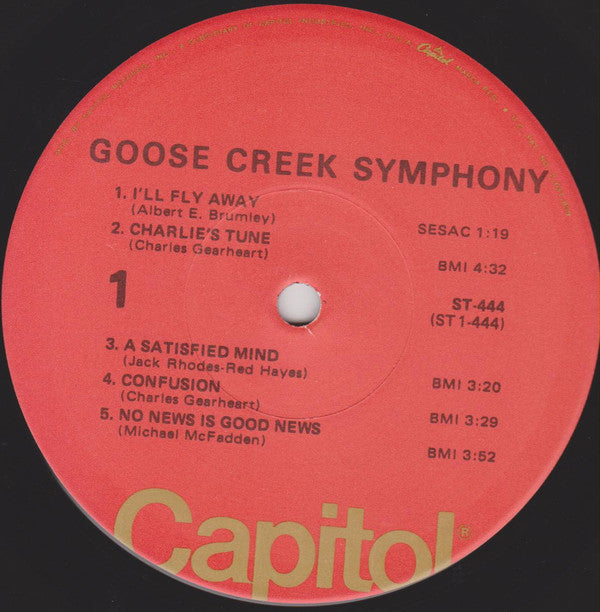 GOOSE CREEK SYMPHONY
1. I'LL FLY AWAY
(Albert E. Brumley)
SESAC 1:19
2. CHARLIE'S TUNE
(Charles Gearheart)
BMI 4:32
1
ST-444
(ST1-444)
3. A SATISFIED MIND
(Jack Rhodes-Red Hayes)
BMI 3:20
4. CONFUSION
(Charles Gearheart)
BMI 3:29
5. NO NEWS IS GOOD NEWS
(Michael McFadden)
BMI 3:52
Capitol®
Capitol